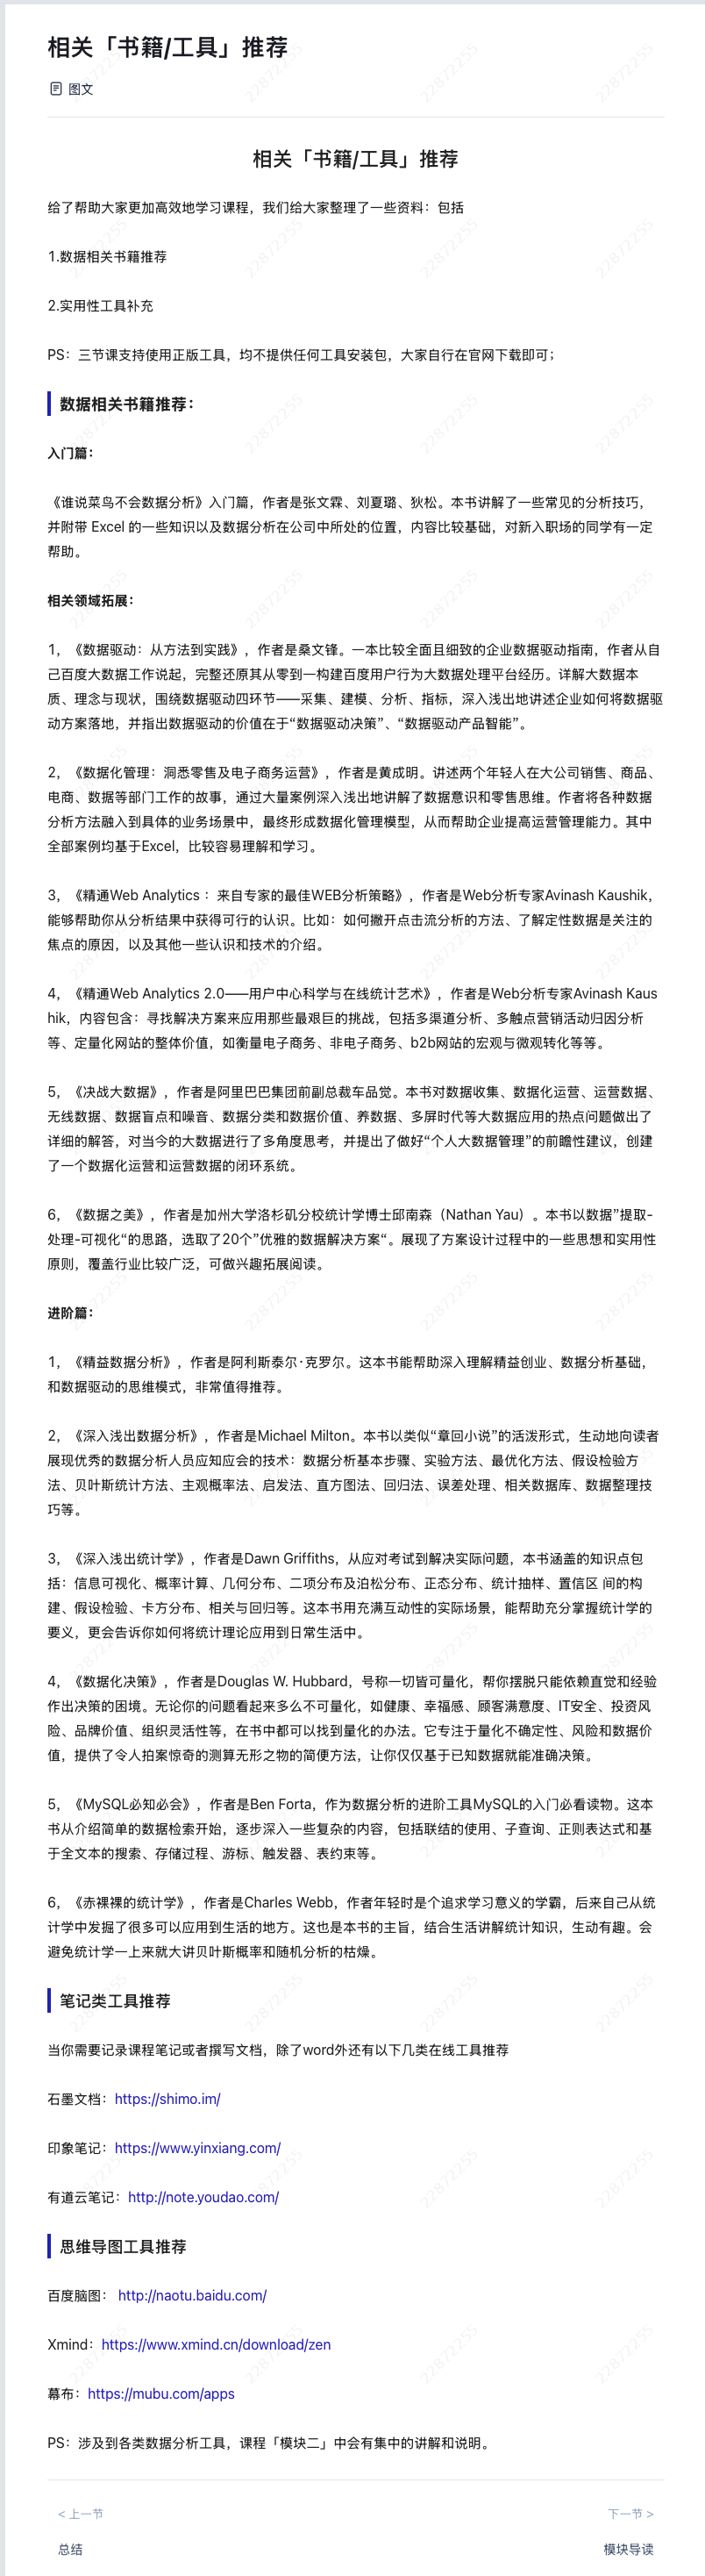 相关「书籍/工具」推荐
图文
相关「书籍/工具」推荐
给了帮助大家更加高效地学习课程，我们给大家整理了一些资料：包括
1.数据相关书籍推荐
2.实用性工具补充
PS：三节课支持使用正版工具，均不提供任何工具安装包，大家自行在官网下载即可；
数据相关书籍推荐：
入门篇：
《谁说菜鸟不会数据分析》入门篇，作者是张文霖、刘夏璐、狄松。本书讲解了一些常见的分析技巧，
并附带 Excel 的一些知识以及数据分析在公司中所处的位置，内容比较基础，对新入职场的同学有一定
帮助。
相关领域拓展：
1，《数据驱动：从方法到实践》，作者是桑文锋。一本比较全面且细致的企业数据驱动指南，作者从自
己百度大数据工作说起，完整还原其从零到一构建百度用户行为大数据处理平台经历。详解大数据本
质、理念与现状，围绕数据驱动四环节——采集、建模、分析、指标，深入浅出地讲述企业如何将数据驱
动方案落地，并指出数据驱动的价值在于“数据驱动决策”、“数据驱动产品智能”。
2，《数据化管理：洞悉零售及电子商务运营》，作者是黄成明。讲述两个年轻人在大公司销售、商品、
电商、数据等部门工作的故事，通过大量案例深入浅出地讲解了数据意识和零售思维。作者将各种数据
分析方法融入到具体的业务场景中，最终形成数据化管理模型，从而帮助企业提高运营管理能力。其中
全部案例均基于Excel，比较容易理解和学习。
3，《精通Web Analytics ：来自专家的最佳WEB分析策略》，作者是Web分析专家Avinash Kaushik，
能够帮助你从分析结果中获得可行的认识。比如：如何撇开点击流分析的方法、了解定性数据是关注的
焦点的原因，以及其他一些认识和技术的介绍。
4，《精通Web Analytics 2.0——用户中心科学与在线统计艺术》，作者是Web分析专家Avinash Kaus
hik，内容包含：寻找解决方案来应用那些最艰巨的挑战，包括多渠道分析、多触点营销活动归因分析
等、定量化网站的整体价值，如衡量电子商务、非电子商务、b2b网站的宏观与微观转化等等。
5，《决战大数据》，作者是阿里巴巴集团前副总裁车品觉。本书对数据收集、数据化运营、运营数据、
无线数据、数据盲点和噪音、数据分类和数据价值、养数据、多屏时代等大数据应用的热点问题做出了
详细的解答，对当今的大数据进行了多角度思考，并提出了做好“个人大数据管理”的前瞻性建议，创建
了一个数据化运营和运营数据的闭环系统。
6，《数据之美》，作者是加州大学洛杉矶分校统计学博士邱南森（Nathan Yau）。本书以数据”提取-
处理-可视化“的思路，选取了20个”优雅的数据解决方案“。展现了方案设计过程中的一些思想和实用性
原则，覆盖行业比较广泛，可做兴趣拓展阅读。
进阶篇：
1，《精益数据分析》，作者是阿利斯泰尔·克罗尔。这本书能帮助深入理解精益创业、数据分析基础，
和数据驱动的思维模式，非常值得推荐。
2，《深入浅出数据分析》，作者是Michael Milton。本书以类似“章回小说”的活泼形式，生动地向读者
展现优秀的数据分析人员应知应会的技术：数据分析基本步骤、实验方法、最优化方法、假设检验方
法、贝叶斯统计方法、主观概率法、启发法、直方图法、回归法、误差处理、相关数据库、数据整理技
巧等。
3，《深入浅出统计学》，作者是Dawn Griffiths，从应对考试到解决实际问题，本书涵盖的知识点包
括：信息可视化、概率计算、几何分布、二项分布及泊松分布、正态分布、统计抽样、置信区 间的构
建、假设检验、卡方分布、相关与回归等。这本书用充满互动性的实际场景，能帮助充分掌握统计学的
要义，更会告诉你如何将统计理论应用到日常生活中。
4，《数据化决策》，作者是Douglas W. Hubbard，号称一切皆可量化，帮你摆脱只能依赖直觉和经验
作出决策的困境。无论你的问题看起来多么不可量化，如健康、幸福感、顾客满意度、IT安全、投资风
险、品牌价值、组织灵活性等，在书中都可以找到量化的办法。它专注于量化不确定性、风险和数据价
值，提供了令人拍案惊奇的测算无形之物的简便方法，让你仅仅基于已知数据就能准确决策。
5，《MySQL必知必会》，作者是Ben Forta，作为数据分析的进阶工具MySQL的入门必看读物。这本
书从介绍简单的数据检索开始，逐步深入一些复杂的内容，包括联结的使用、子查询、正则表达式和基
于全文本的搜索、存储过程、游标、触发器、表约束等。
6，《赤裸裸的统计学》，作者是Charles Webb，作者年轻时是个追求学习意义的学霸，后来自己从统
计学中发掘了很多可以应用到生活的地方。这也是本书的主旨，结合生活讲解统计知识，生动有趣。会
避免统计学一上来就大讲贝叶斯概率和随机分析的枯燥。
笔记类工具推荐
当你需要记录课程笔记或者撰写文档，除了word外还有以下几类在线工具推荐
石墨文档：https://shimo.im/
印象笔记：https://www.yinxiang.com/
有道云笔记：http://note.youdao.com/
思维导图工具推荐
百度脑图： http://naotu.baidu.com/
Xmind：https://www.xmind.cn/download/zen
幕布：https://mubu.com/apps
PS：涉及到各类数据分析工具，课程「模块二」中会有集中的讲解和说明。
< 上一节
下一节 >
总结
模块导读
22872255